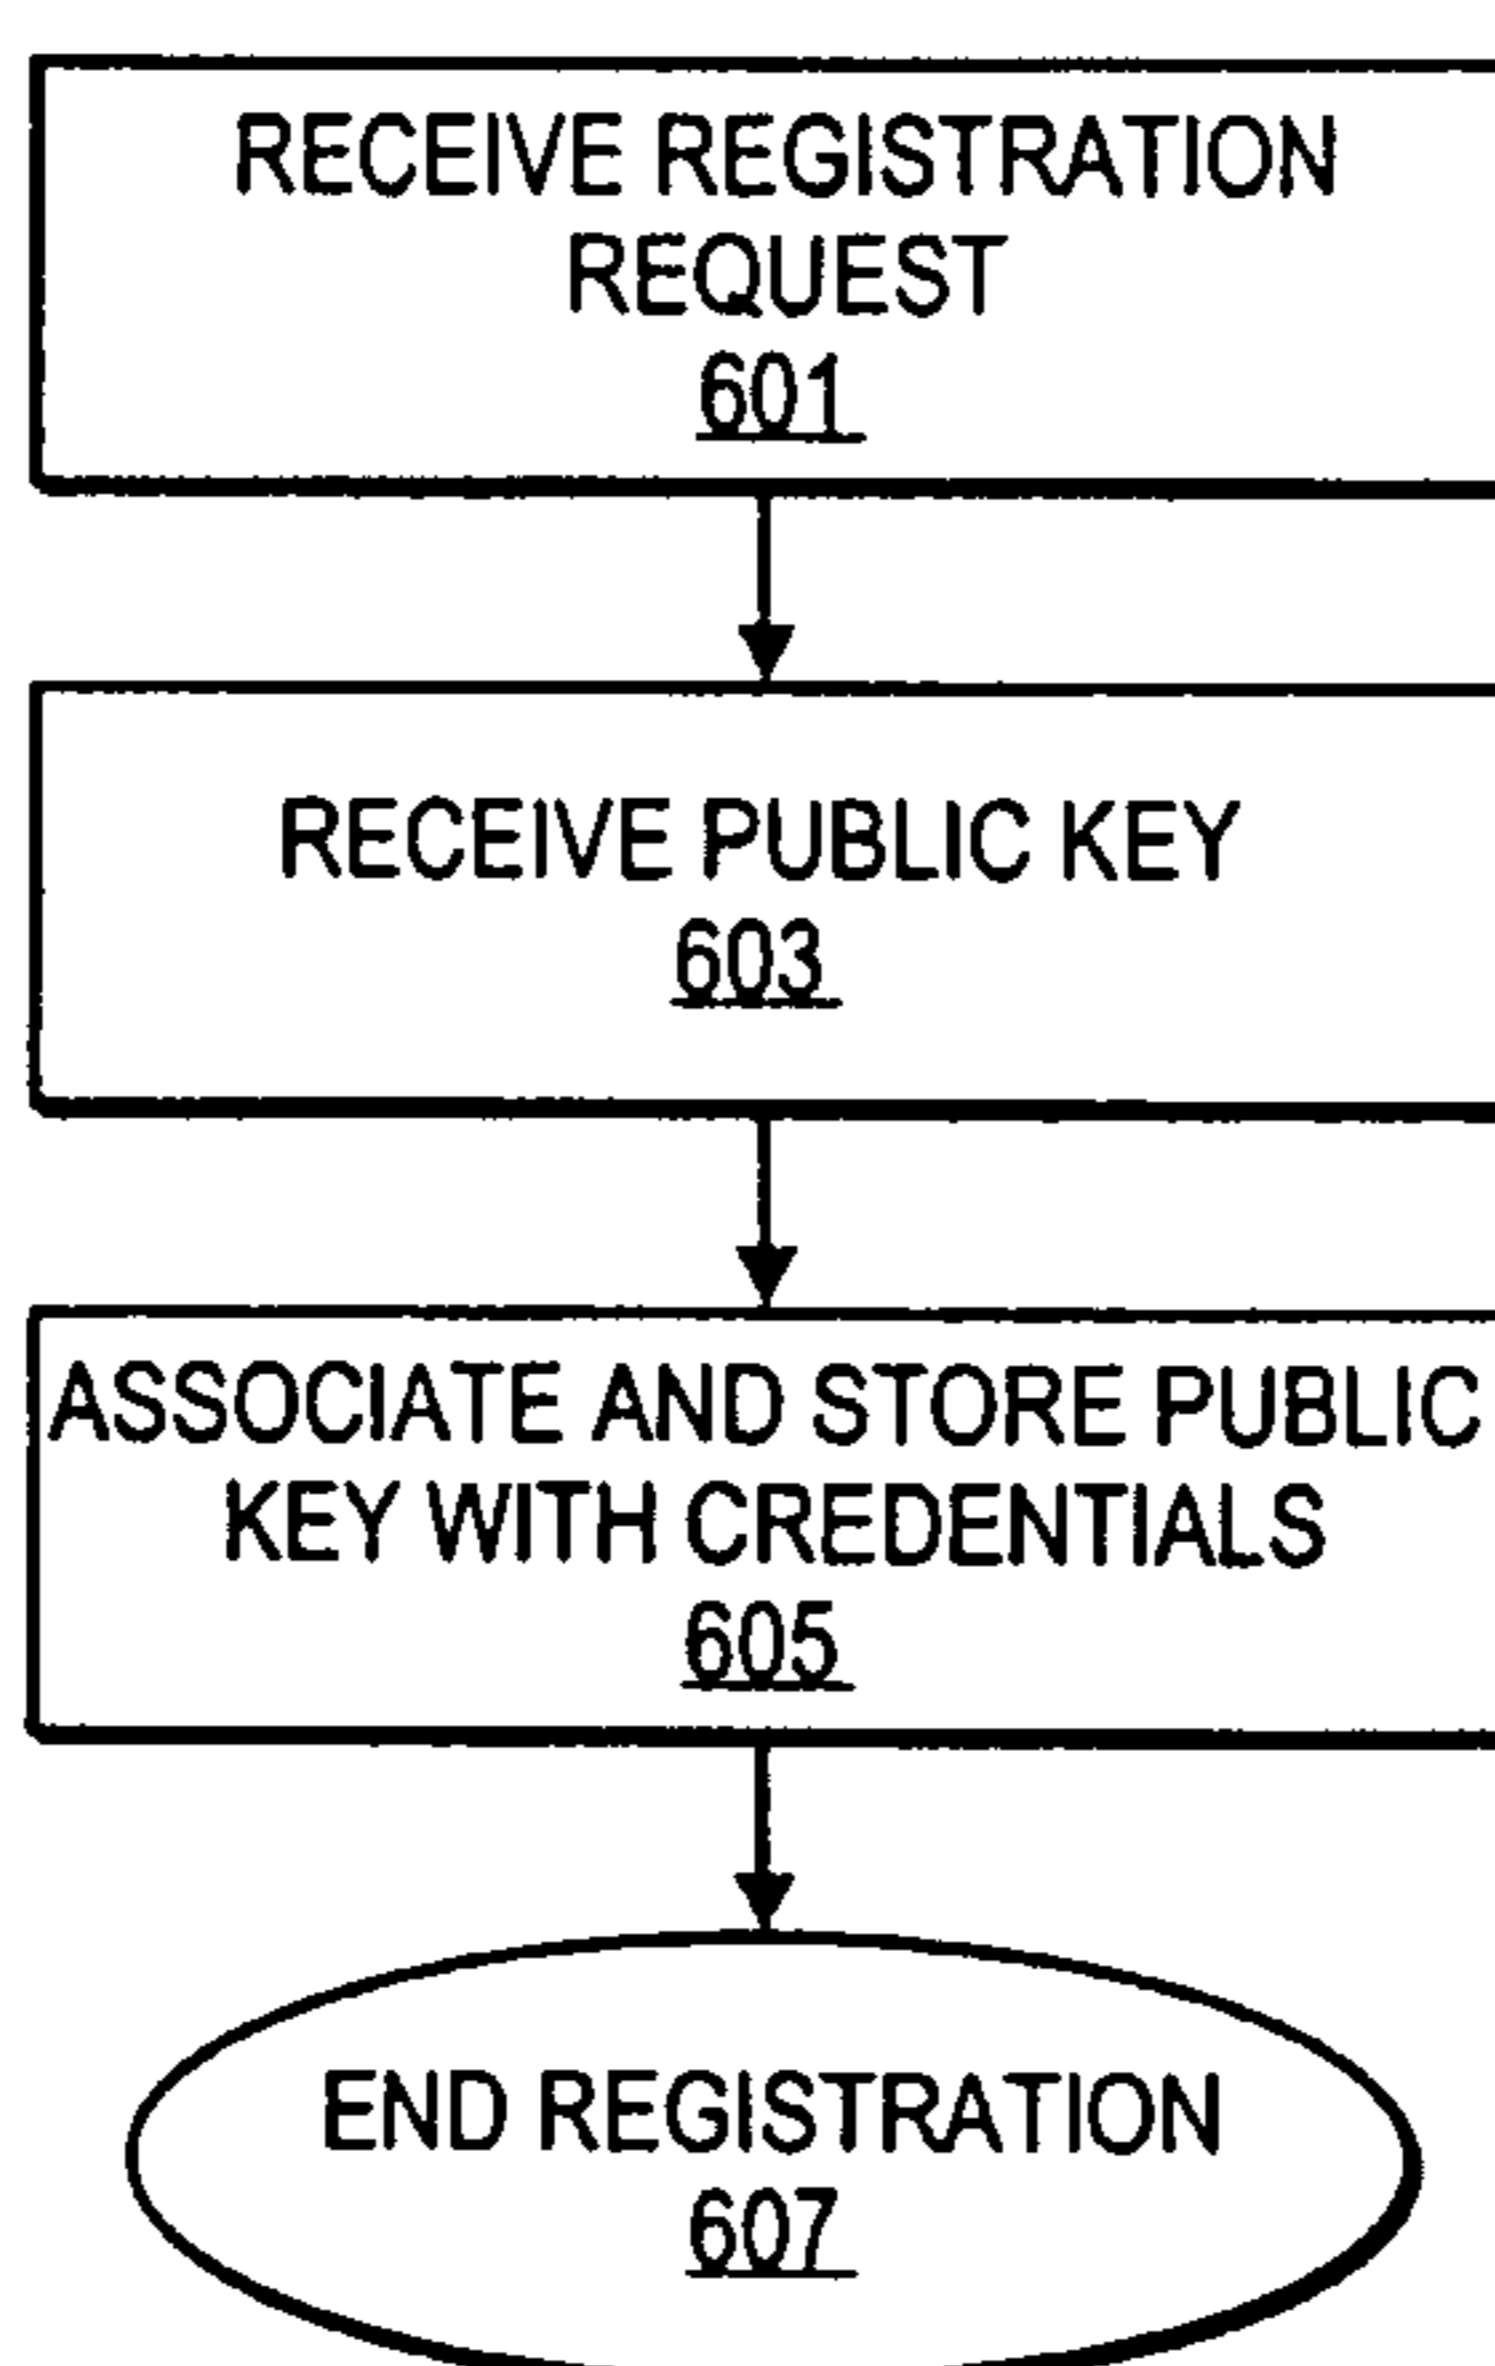 RECEIVE REGISTRATION
REQUEST
601
RECEIVE PUBLIC KEY
603
ASSOCIATE AND STORE PUBLIC
KEY WITH CREDENTIALS
605
END REGISTRATION
607